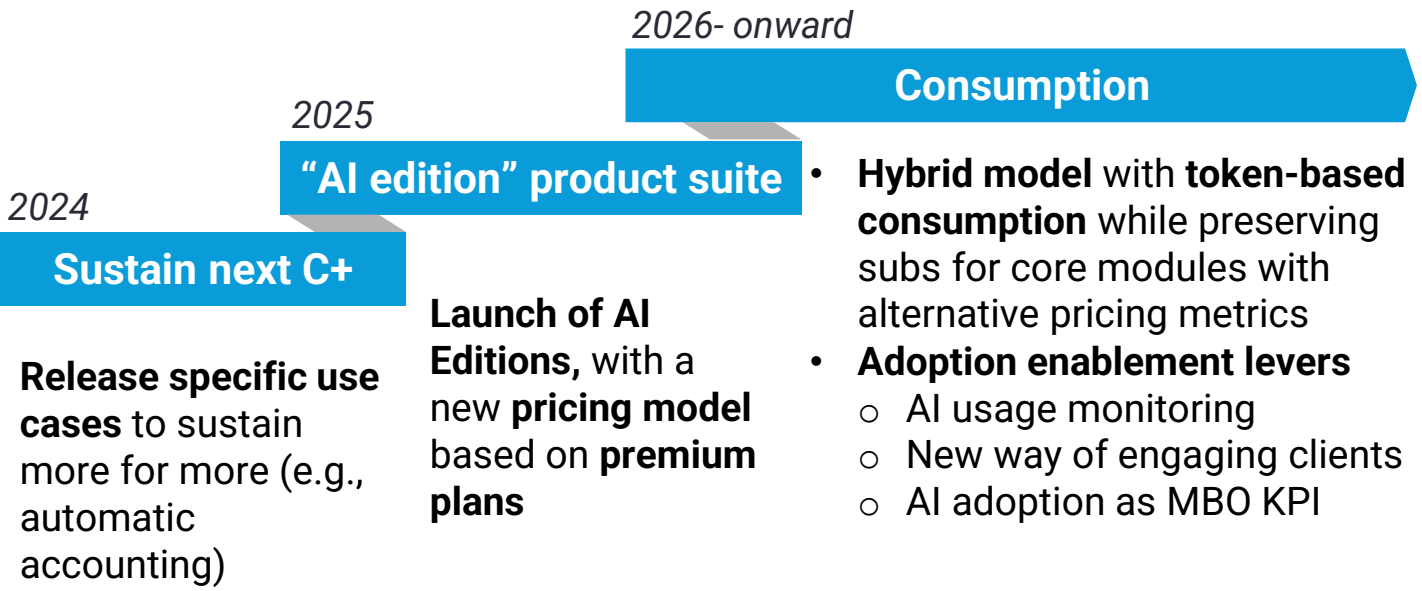 2024
Sustain next C+
Release specific use
cases to sustain
more for more (e.g.,
automatic
accounting)
2025
“AI edition” product suite
Launch of AI
Editions, with a
new pricing model
based on premium
plans
2026- onward
Consumption
• Hybrid model with token-based
consumption while preserving
subs for core modules with
alternative pricing metrics
• Adoption enablement levers
o AI usage monitoring
o New way of engaging clients
o AI adoption as MBO KPI